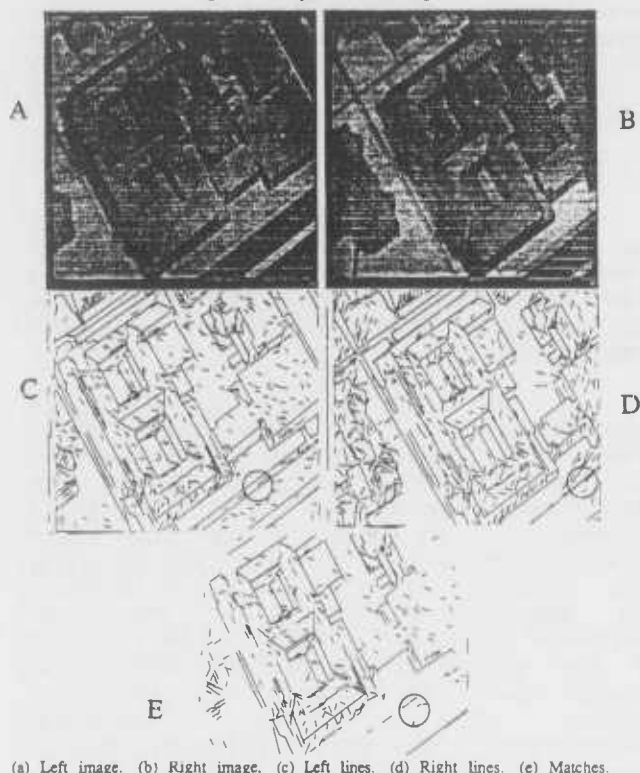 A
B
C
D
E
(a) Left image. (b) Right image. (c) Left lines. (d) Right lines. (e) Matches.